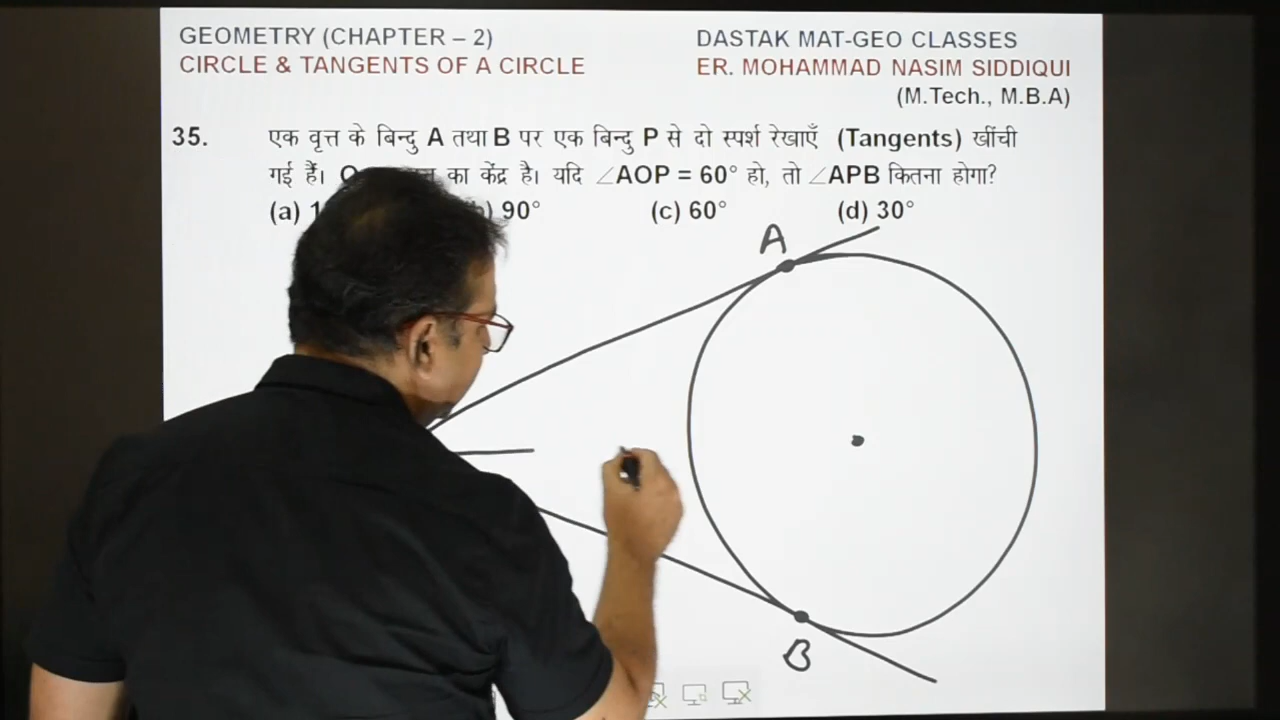 GEOMETRY (CHAPTER – 2)
DASTAK MAT-GEO CLASSES
CIRCLE & TANGENTS OF A CIRCLE
ER. MOHAMMAD NASIM SIDDIQUI
(M.Tech., M.B.A)
35. एक वृत्त के बिन्दु A तथा B पर एक बिन्दु P से दो स्पर्श रेखाएँ (Tangents) खींची
गई हैं। का केंद्र है। यदि ∠AOP = 60° हो, तो ∠APB कितना होगा?
(a) 90° (c) 60° (d) 30°
A
B